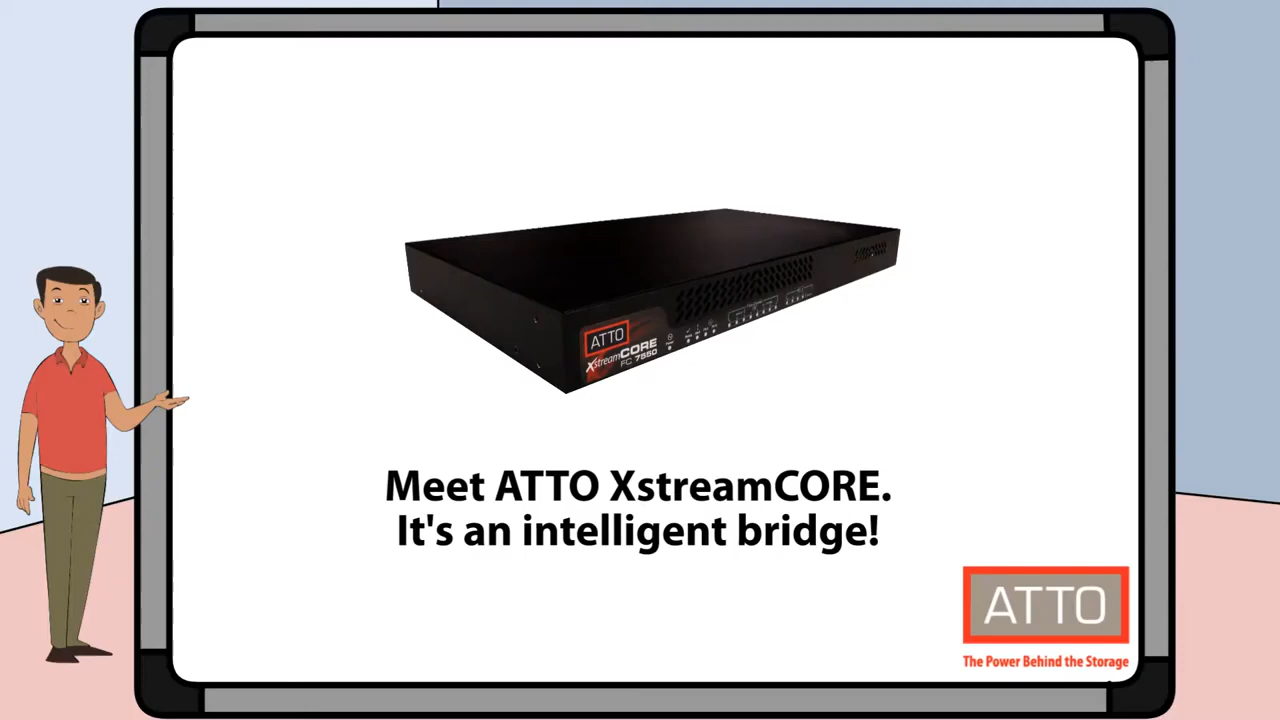 ATTO
XstreamCORE
FC 7550
Meet ATTO XstreamCORE.
It's an intelligent bridge!
ATTO
The Power Behind the Storage